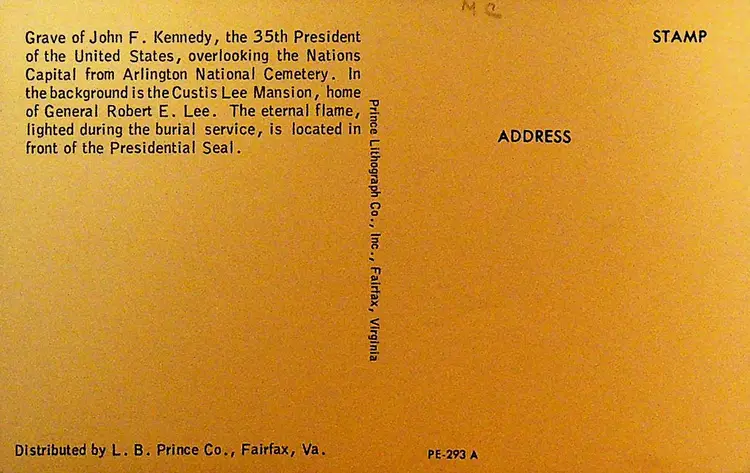 MC
Grave of John F. Kennedy, the 35th President
of the United States, overlooking the Nations
Capital from Arlington National Cemetery. In
the background is the Custis Lee Mansion, home
of General Robert E. Lee. The eternal flame,
lighted during the burial service, is located in
front of the Presidential Seal.
Prince Lithograph Co., Inc., Fairfax, Virginia
STAMP
ADDRESS
Distributed by L. B. Prince Co., Fairfax, Va.
PE-293 A